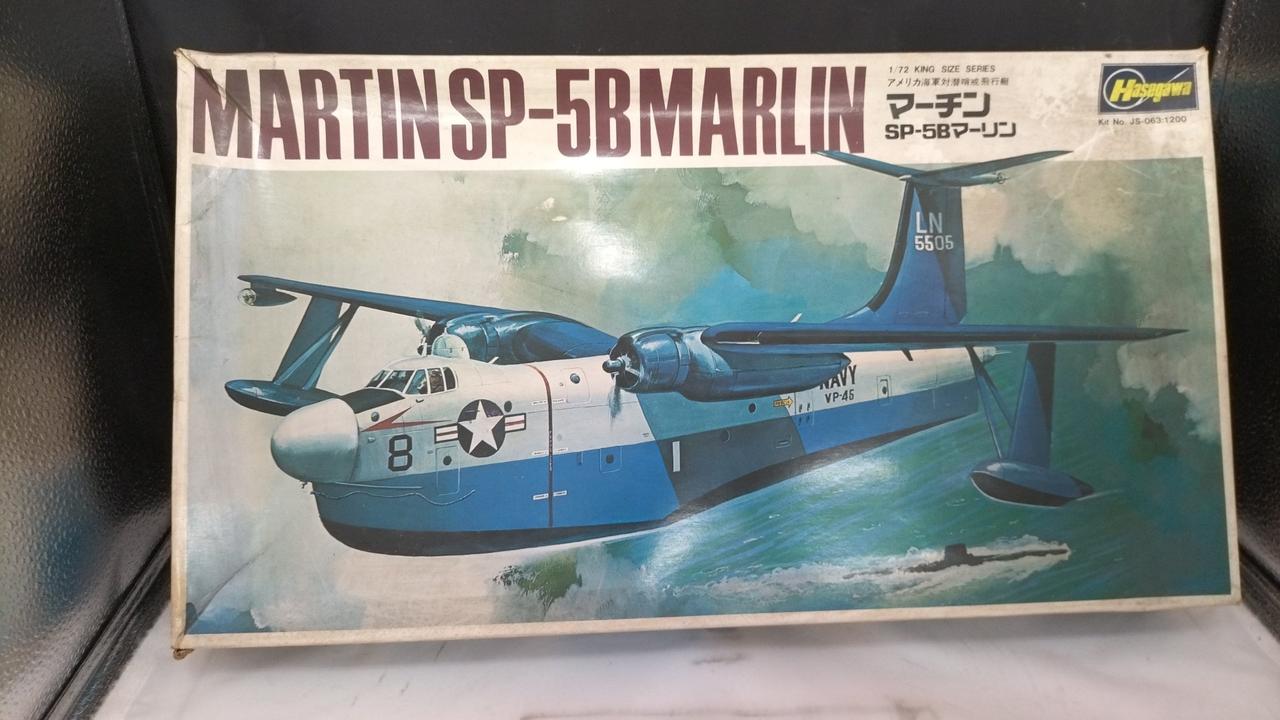 MARTIN SP-5B MARLIN
1/72 KING SIZE SERIES
アメリカ海軍対潜哨戒飛行艇
マーチン
SP-5Bマーリン
Hasegawa
Kit No. JS-063:1200
LN
5505
NAVY
VP-45
8